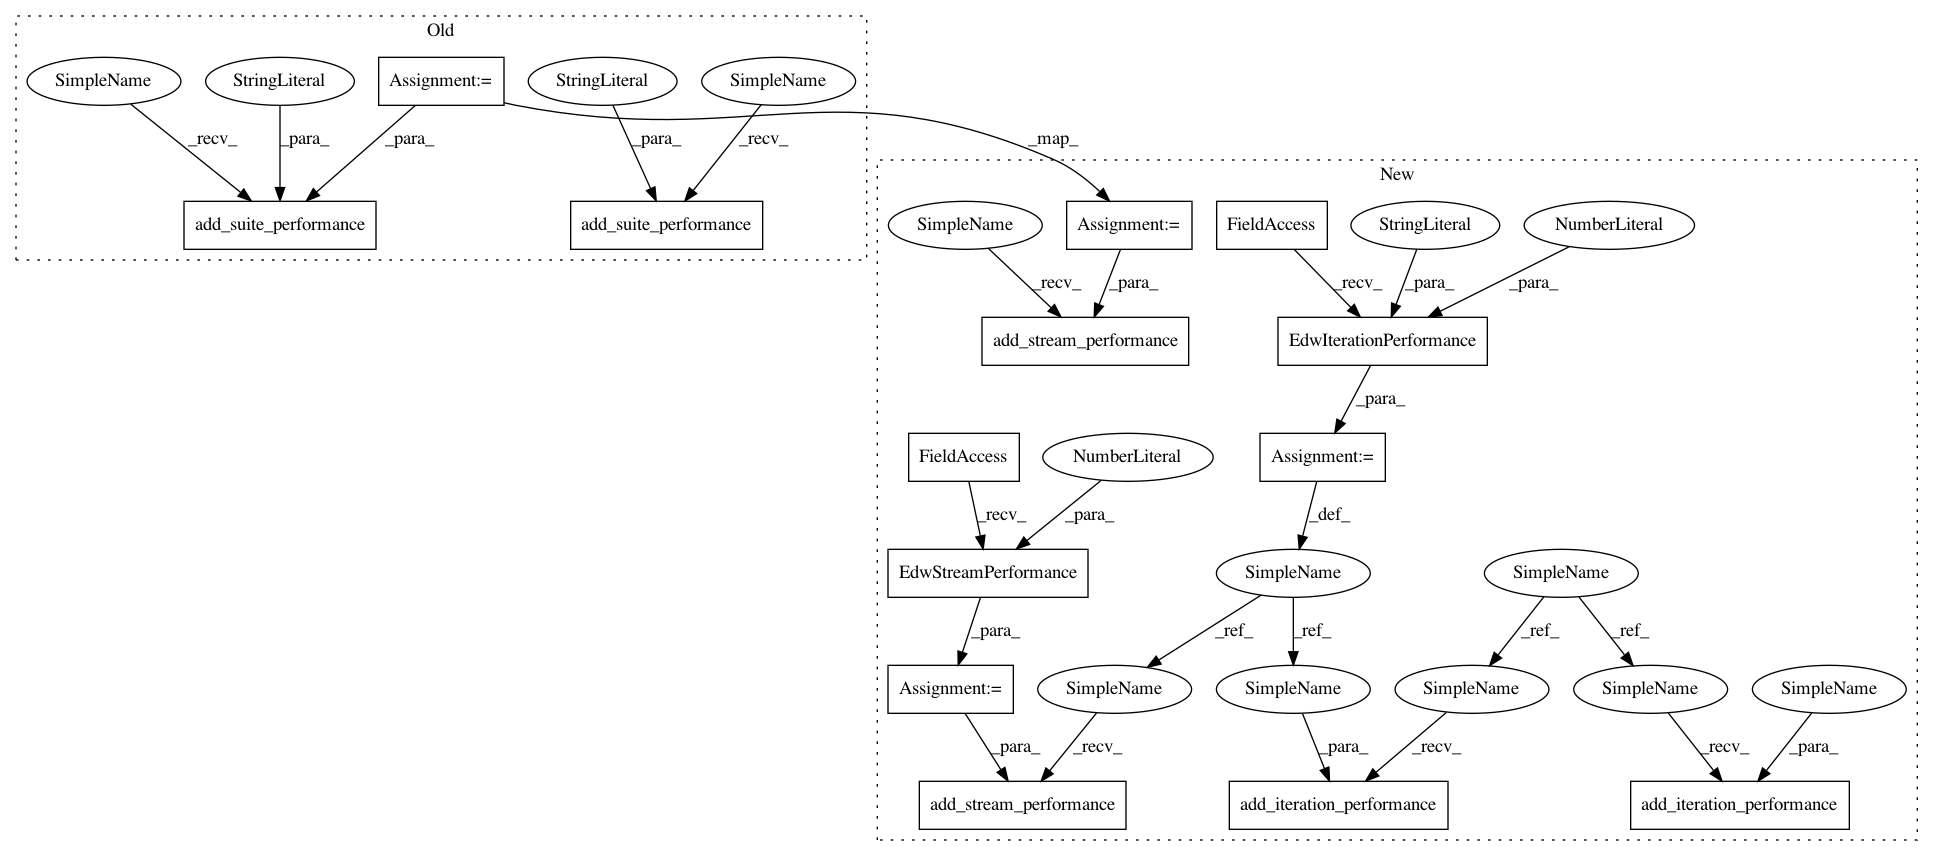 Old
SimpleName
StringLiteral
Assignment:=
StringLiteral
SimpleName
_recv_
_para_
_para_
_para_
_recv_
_map_
add_suite_performance
add_suite_performance
New
SimpleName
Assignment:=
FieldAccess
StringLiteral
NumberLiteral
_recv_
_para_
_recv_
_para_
_para_
add_stream_performance
EdwIterationPerformance
_para_
FieldAccess
NumberLiteral
Assignment:=
_recv_
_para_
_def_
EdwStreamPerformance
SimpleName
SimpleName
_para_
_ref_
_ref_
_ref_
_ref_
Assignment:=
SimpleName
SimpleName
SimpleName
SimpleName
SimpleName
_para_
_recv_
_para_
_recv_
_recv_
_para_
add_stream_performance
add_iteration_performance
add_iteration_performance